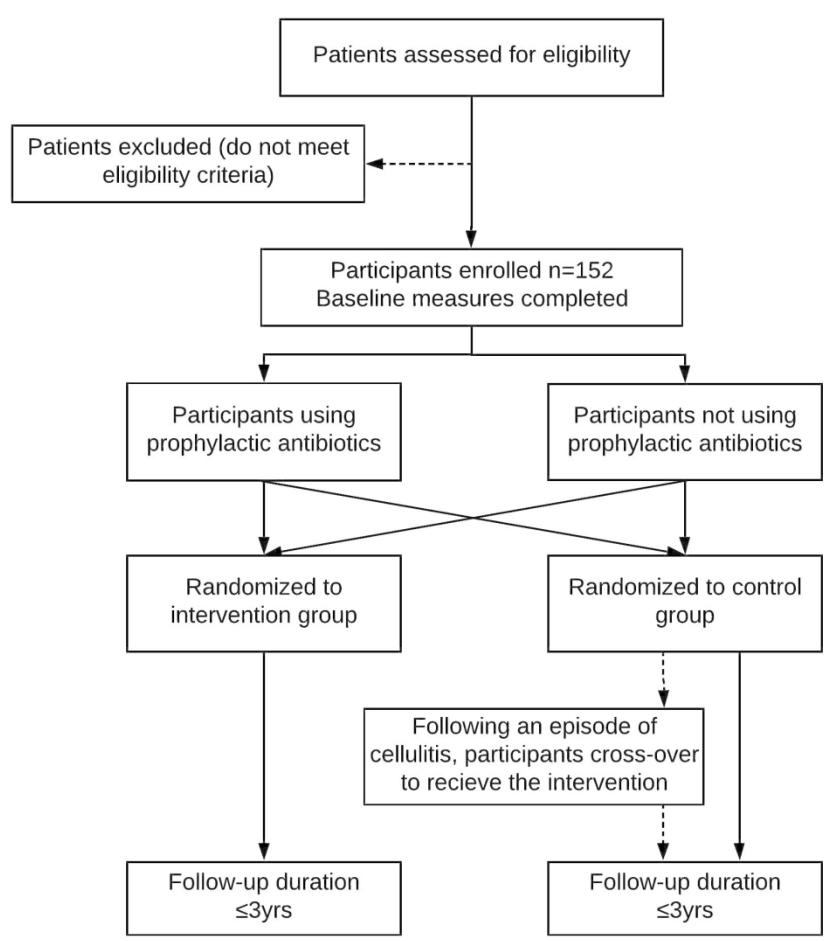 Patients assessed for eligibility
Patients excluded (do not meet
eligibility criteria)
Participants enrolled n=152
Baseline measures completed
Participants using
prophylactic antibiotics
Participants not using
prophylactic antibiotics
Randomized to
intervention group
Randomized to control
group
Following an episode of
cellulitis, participants cross-over
to recieve the intervention
Follow-up duration
≤3yrs
Follow-up duration
≤3yrs